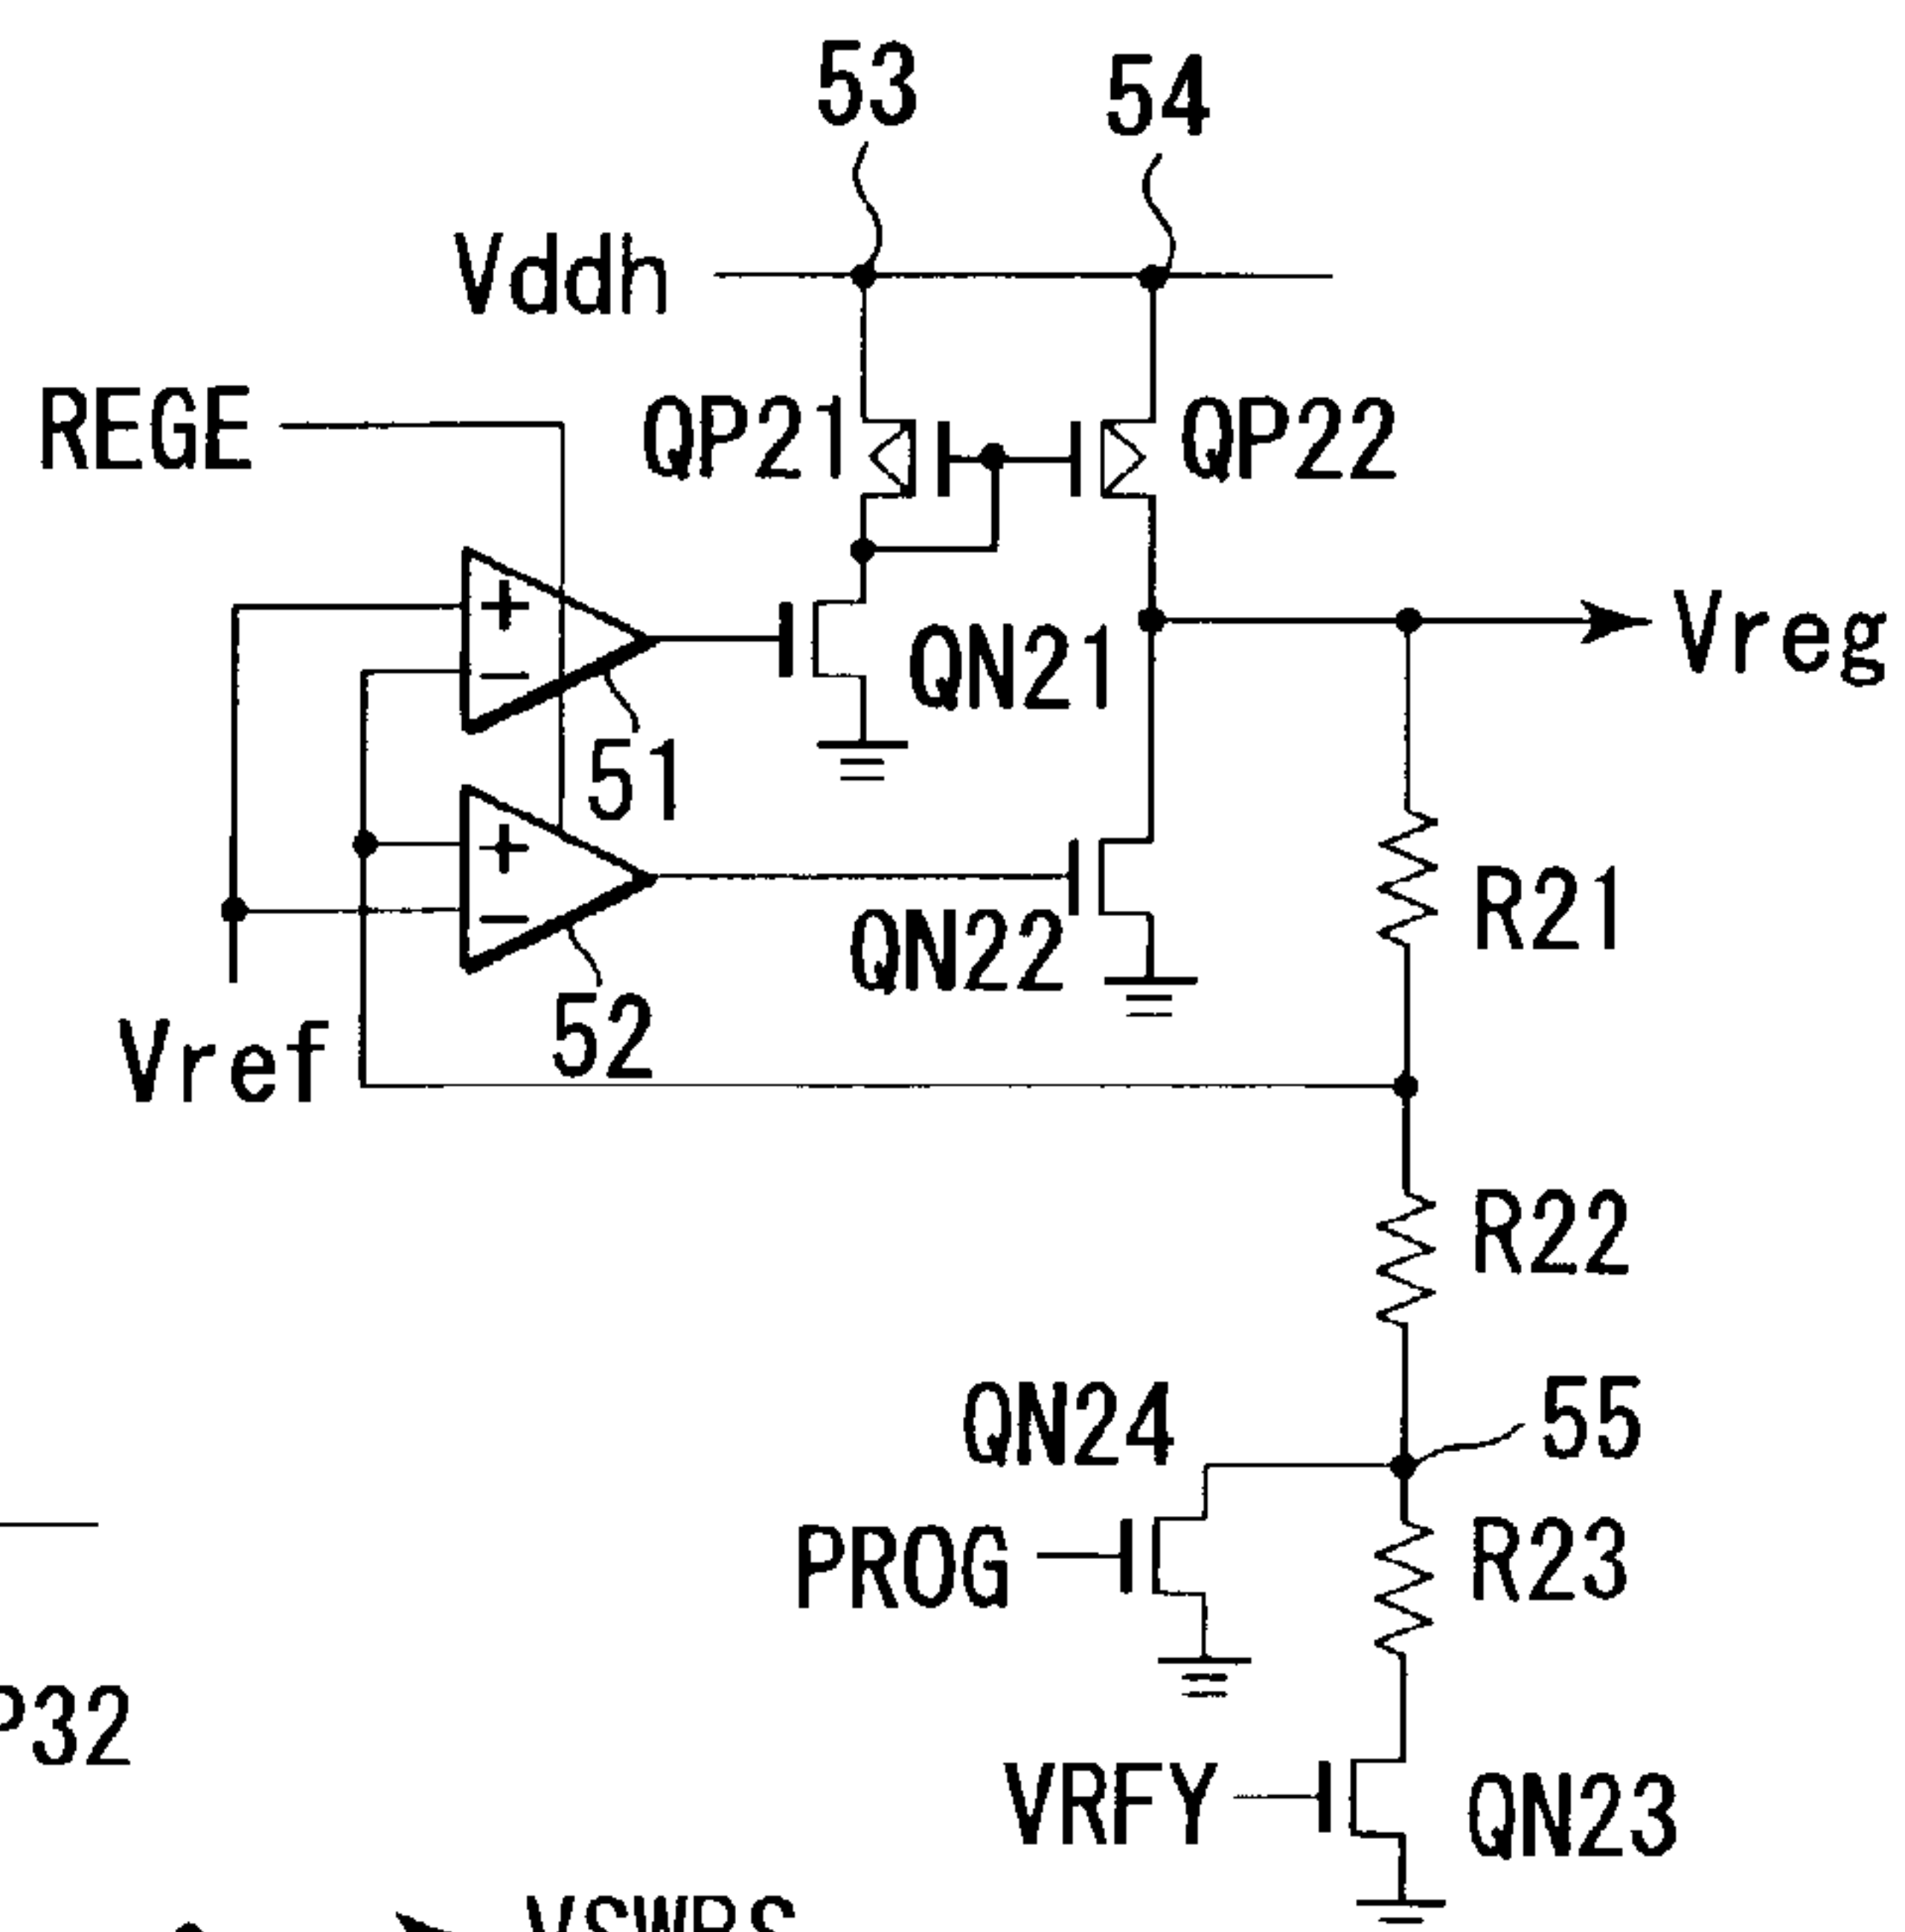 53
54
Vddh
REGE
QP21
QP22
+
−
51
QN21
Vreg
+
−
52
QN22
R21
Vref
R22
QN24
55
PROG
R23
P32
VRFY
QN23